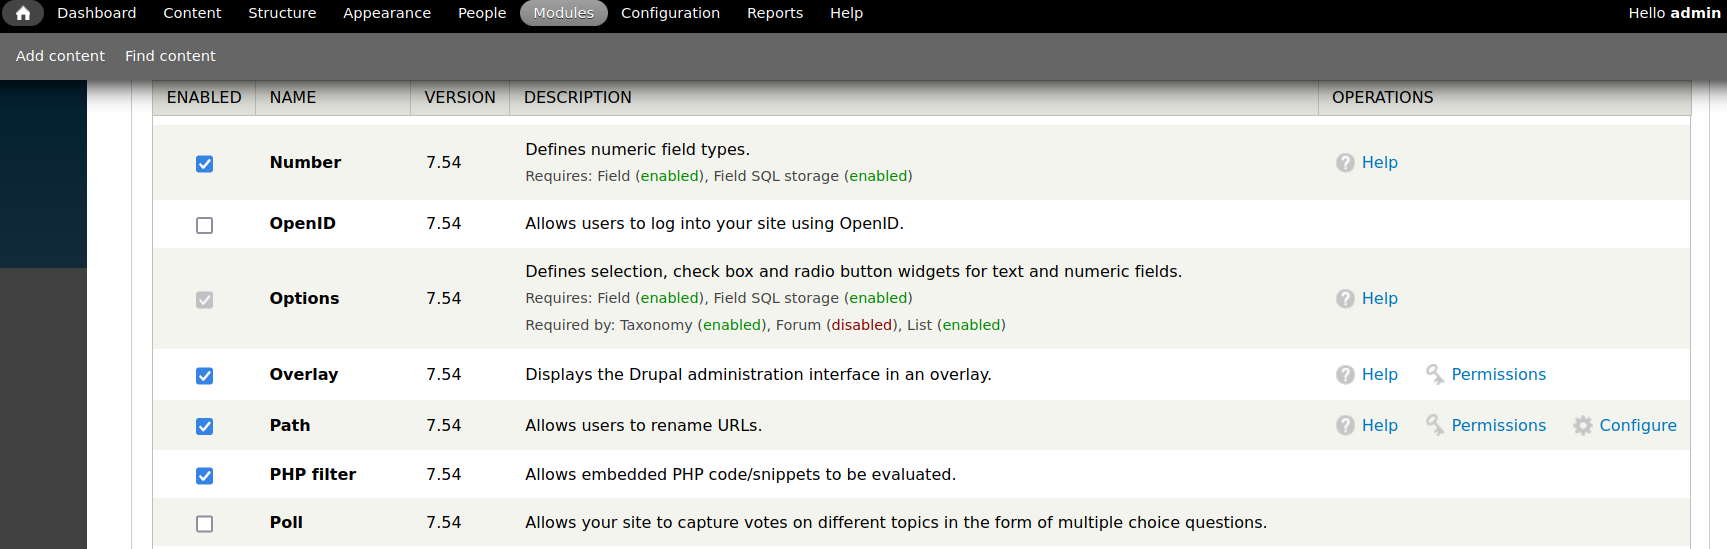 Dashboard Content Structure Appearance People Modules Configuration Reports Help Hello admin
Add content Find content
ENABLED NAME VERSION DESCRIPTION OPERATIONS
Number 7.54 Defines numeric field types. Help
Requires: Field (enabled), Field SQL storage (enabled)
OpenID 7.54 Allows users to log into your site using OpenID.
Defines selection, check box and radio button widgets for text and numeric fields.
Options 7.54 Requires: Field (enabled), Field SQL storage (enabled) Help
Required by: Taxonomy (enabled), Forum (disabled), List (enabled)
Overlay 7.54 Displays the Drupal administration interface in an overlay. Help Permissions
Path 7.54 Allows users to rename URLs. Help Permissions Configure
PHP filter 7.54 Allows embedded PHP code/snippets to be evaluated.
Poll 7.54 Allows your site to capture votes on different topics in the form of multiple choice questions.